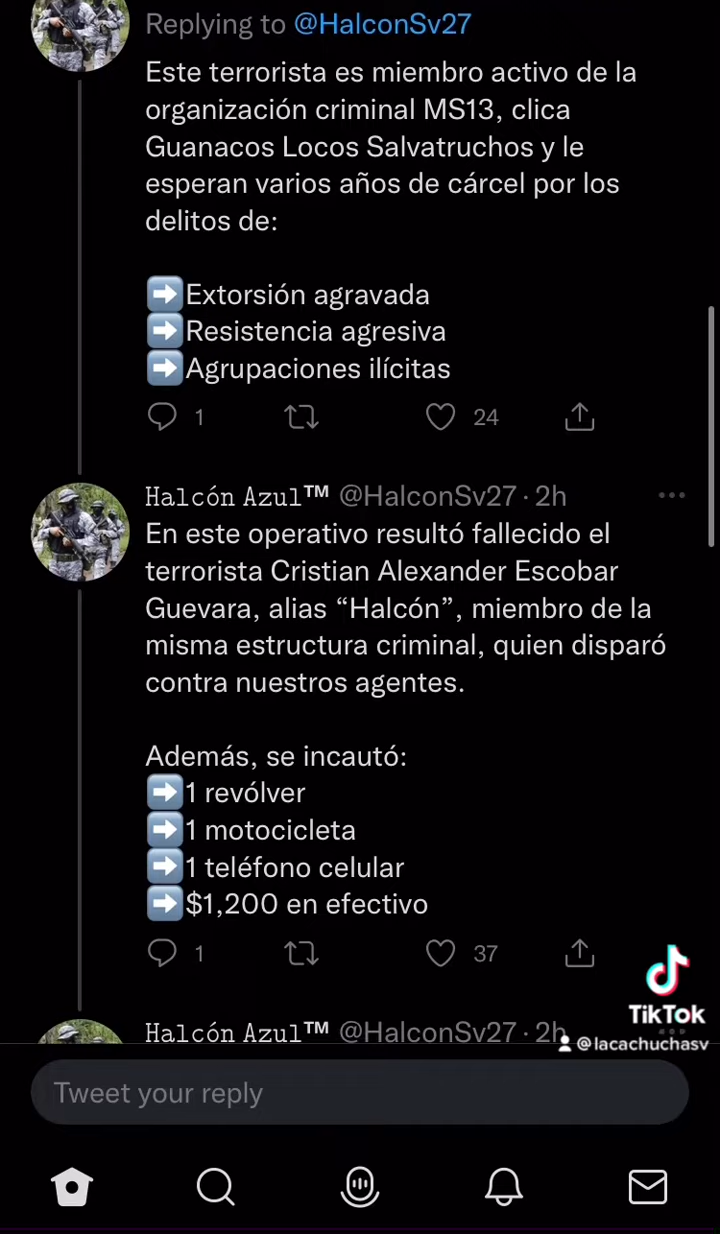 Replying to @HalconSv27
Este terrorista es miembro activo de la
organización criminal MS13, clica
Guanacos Locos Salvatruchos y le
esperan varios años de cárcel por los
delitos de:
➡️Extorsión agravada
➡️Resistencia agresiva
➡️Agrupaciones ilícitas
1 24
Halcón Azul™ @HalconSv27 · 2h
En este operativo resultó fallecido el
terrorista Cristian Alexander Escobar
Guevara, alias “Halcón”, miembro de la
misma estructura criminal, quien disparó
contra nuestros agentes.
Además, se incautó:
➡️1 revólver
➡️1 motocicleta
➡️1 teléfono celular
➡️$1,200 en efectivo
1 37
TikTok
Halcón Azul™ @HalconSv27 · 2h
@lacachuchasv
Tweet your reply